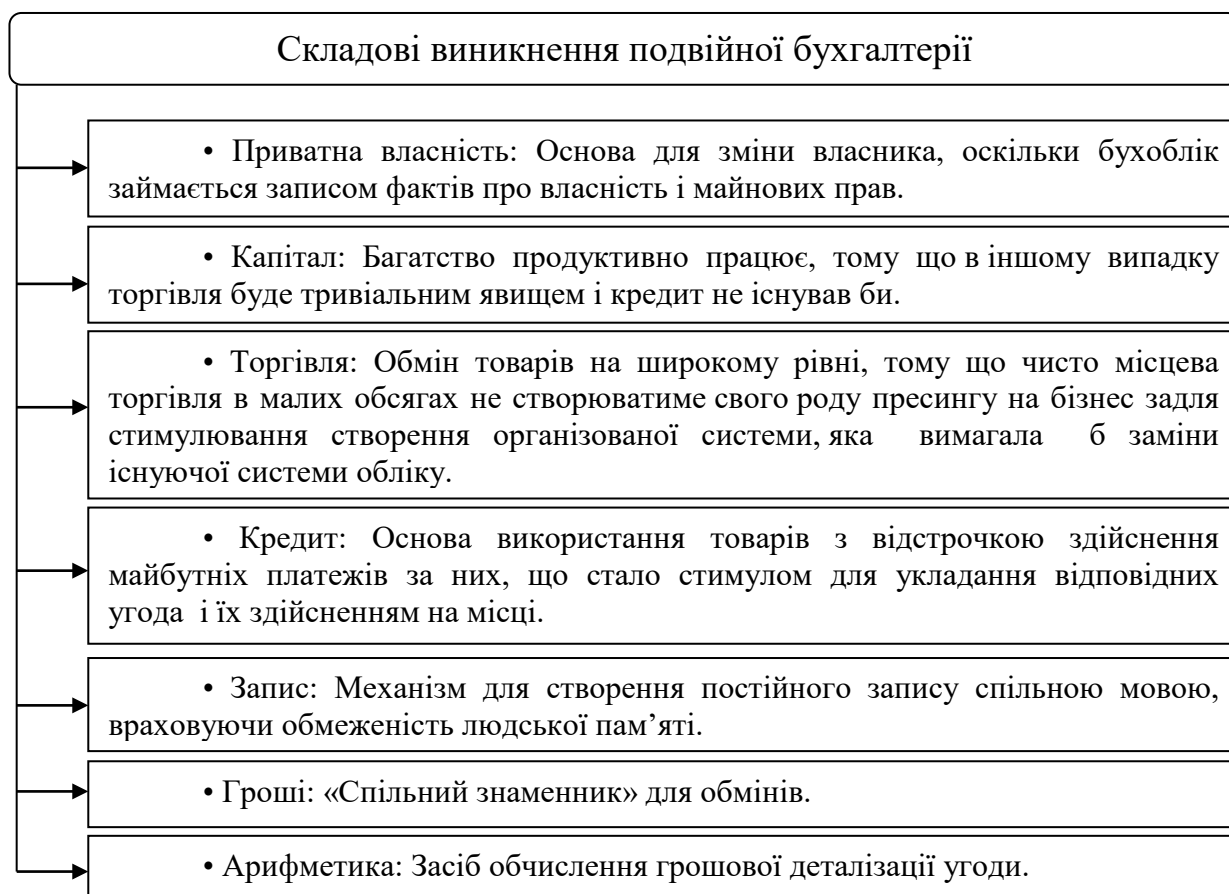 Складові виникнення подвійної бухгалтерії
• Приватна власність: Основа для зміни власника, оскільки бухоблік
займається записом фактів про власність і майнових прав.
• Капітал: Багатство продуктивно працює, тому що в іншому випадку
торгівля буде тривіальним явищем і кредит не існував би.
• Торгівля: Обмін товарів на широкому рівні, тому що чисто місцева
торгівля в малих обсягах не створюватиме свого роду пресингу на бізнес задля
стимулювання створення організованої системи, яка вимагала б заміни
існуючої системи обліку.
• Кредит: Основа використання товарів з відстрочкою здійснення
майбутніх платежів за них, що стало стимулом для укладання відповідних
угода і їх здійсненням на місці.
• Запис: Механізм для створення постійного запису спільною мовою,
враховуючи обмеженість людської пам’яті.
• Гроші: «Спільний знаменник» для обмінів.
• Арифметика: Засіб обчислення грошової деталізації угоди.